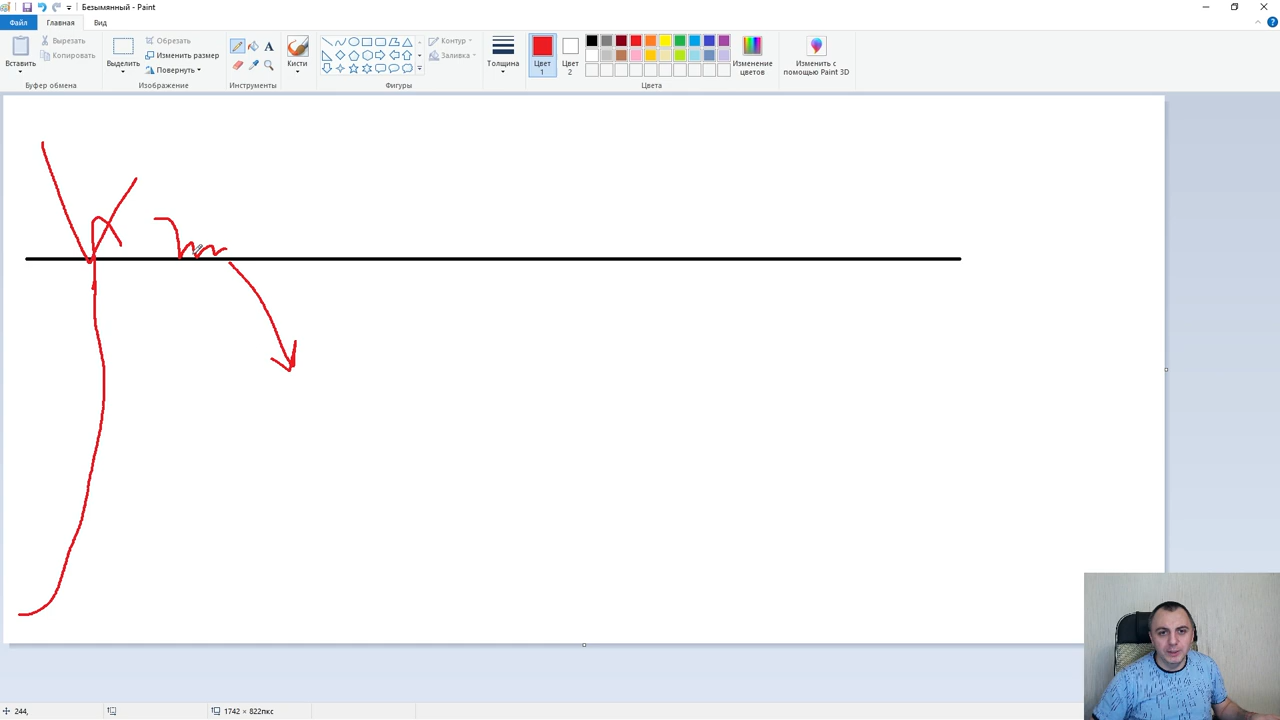 Безымянный - Paint
Файл Главная Вид
Вставить
Вырезать
Копировать
Буфер обмена
Выделить
Обрезать
Изменить размер
Повернуть
Изображение
A
Инструменты
Кисти
Контур
Заливка
Фигуры
Толщина
Цвет 1
Цвет 2
Цвета
Изменение цветов
Изменить с помощью Paint 3D
244,
1742 × 822пкс